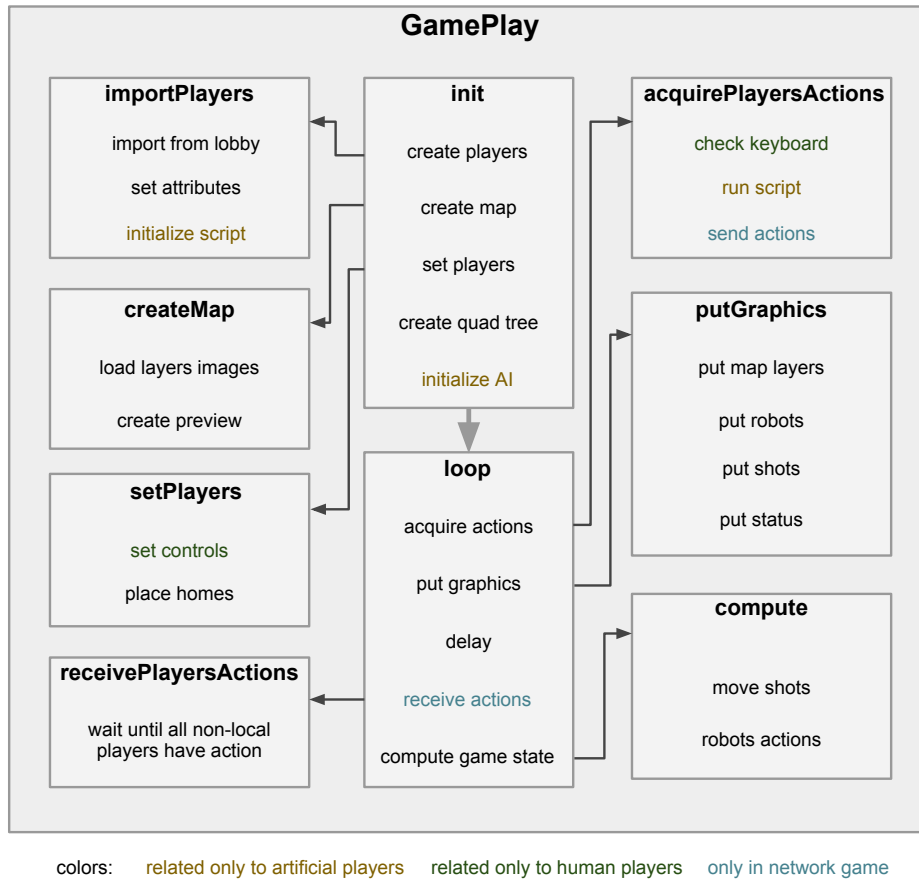 GamePlay
importPlayers
import from lobby
set attributes
initialize script
createMap
load layers images
create preview
setPlayers
set controls
place homes
receivePlayersActions
wait until all non-local
players have action
init
create players
create map
set players
create quad tree
initialize AI
loop
acquire actions
put graphics
delay
receive actions
compute game state
acquirePlayersActions
check keyboard
run script
send actions
putGraphics
put map layers
put robots
put shots
put status
compute
move shots
robots actions
colors: related only to artificial players related only to human players only in network game